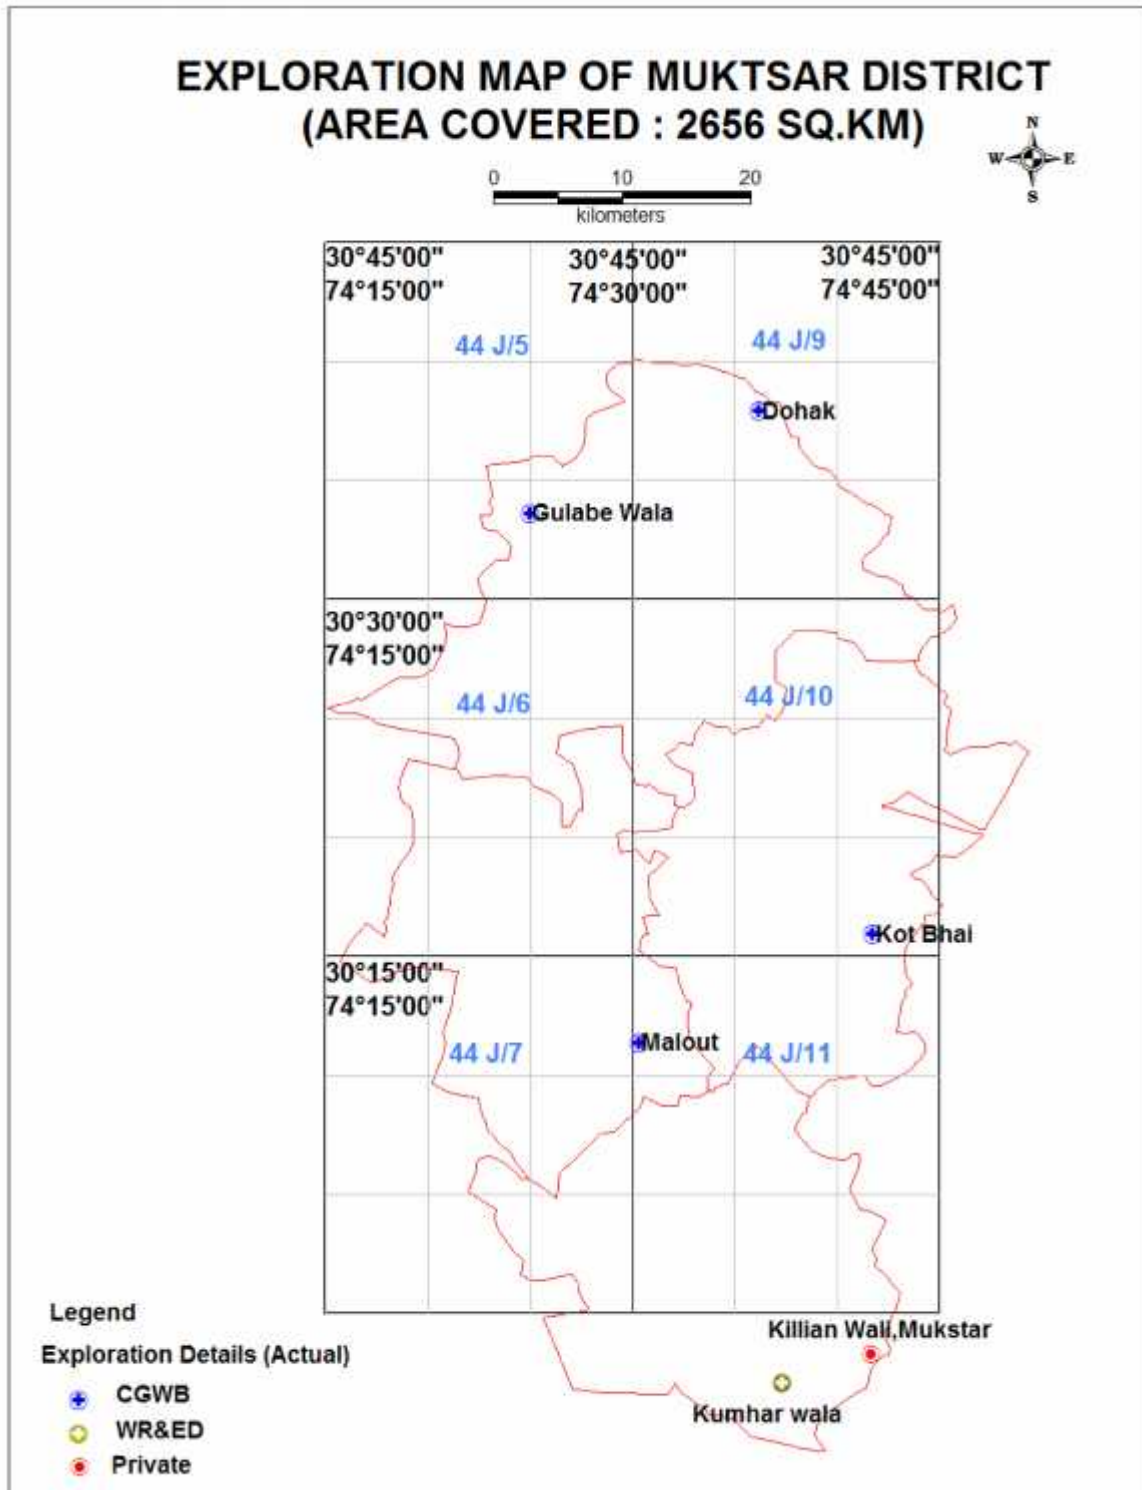 EXPLORATION MAP OF MUKTSAR DISTRICT
(AREA COVERED : 2656 SQ.KM)
N
W E
S
0 10 20
kilometers
30°45'00" 30°45'00" 30°45'00"
74°15'00" 74°30'00" 74°45'00"
44 J/5 44 J/9
Dohak
Gulabe Wala
30°30'00"
74°15'00"
44 J/6 44 J/10
Kot Bhai
30°15'00"
74°15'00"
Malout
44 J/7 44 J/11
Legend
Killian Wali,Mukstar
Exploration Details (Actual)
CGWB
Kumhar wala
WR&ED
Private